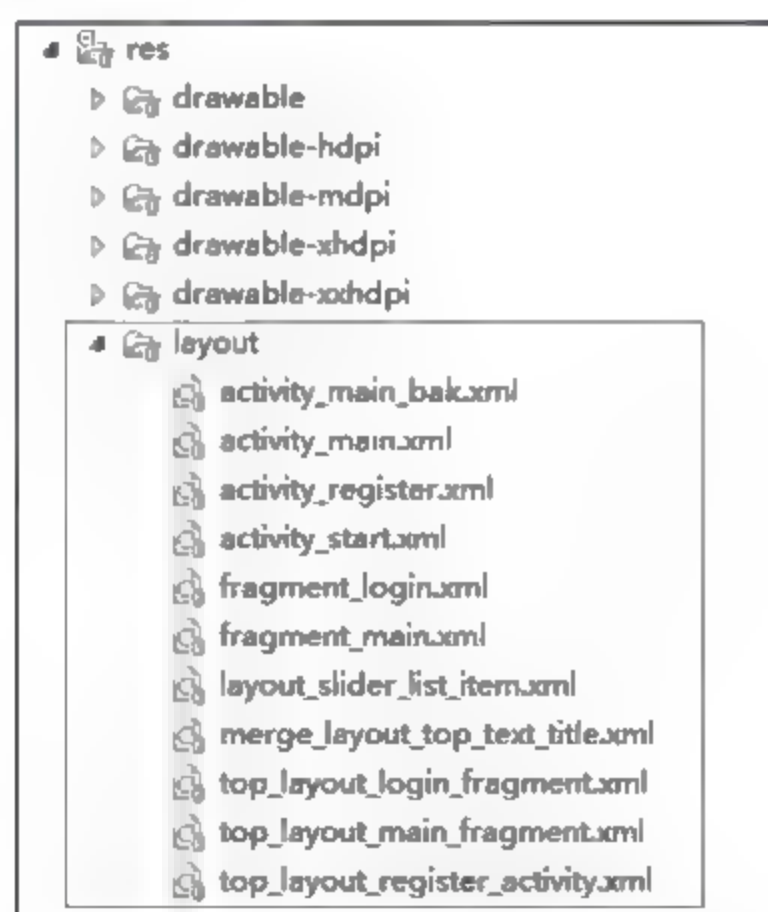 res
drawable
drawable-hdpi
drawable-mdpi
drawable-xhdpi
drawable-xxhdpi
layout
activity_main_bak.xml
activity_main.xml
activity_register.xml
activity_start.xml
fragment_login.xml
fragment_main.xml
layout_slider_list_item.xml
merge_layout_top_text_title.xml
top_layout_login_fragment.xml
top_layout_main_fragment.xml
top_layout_register_activity.xml